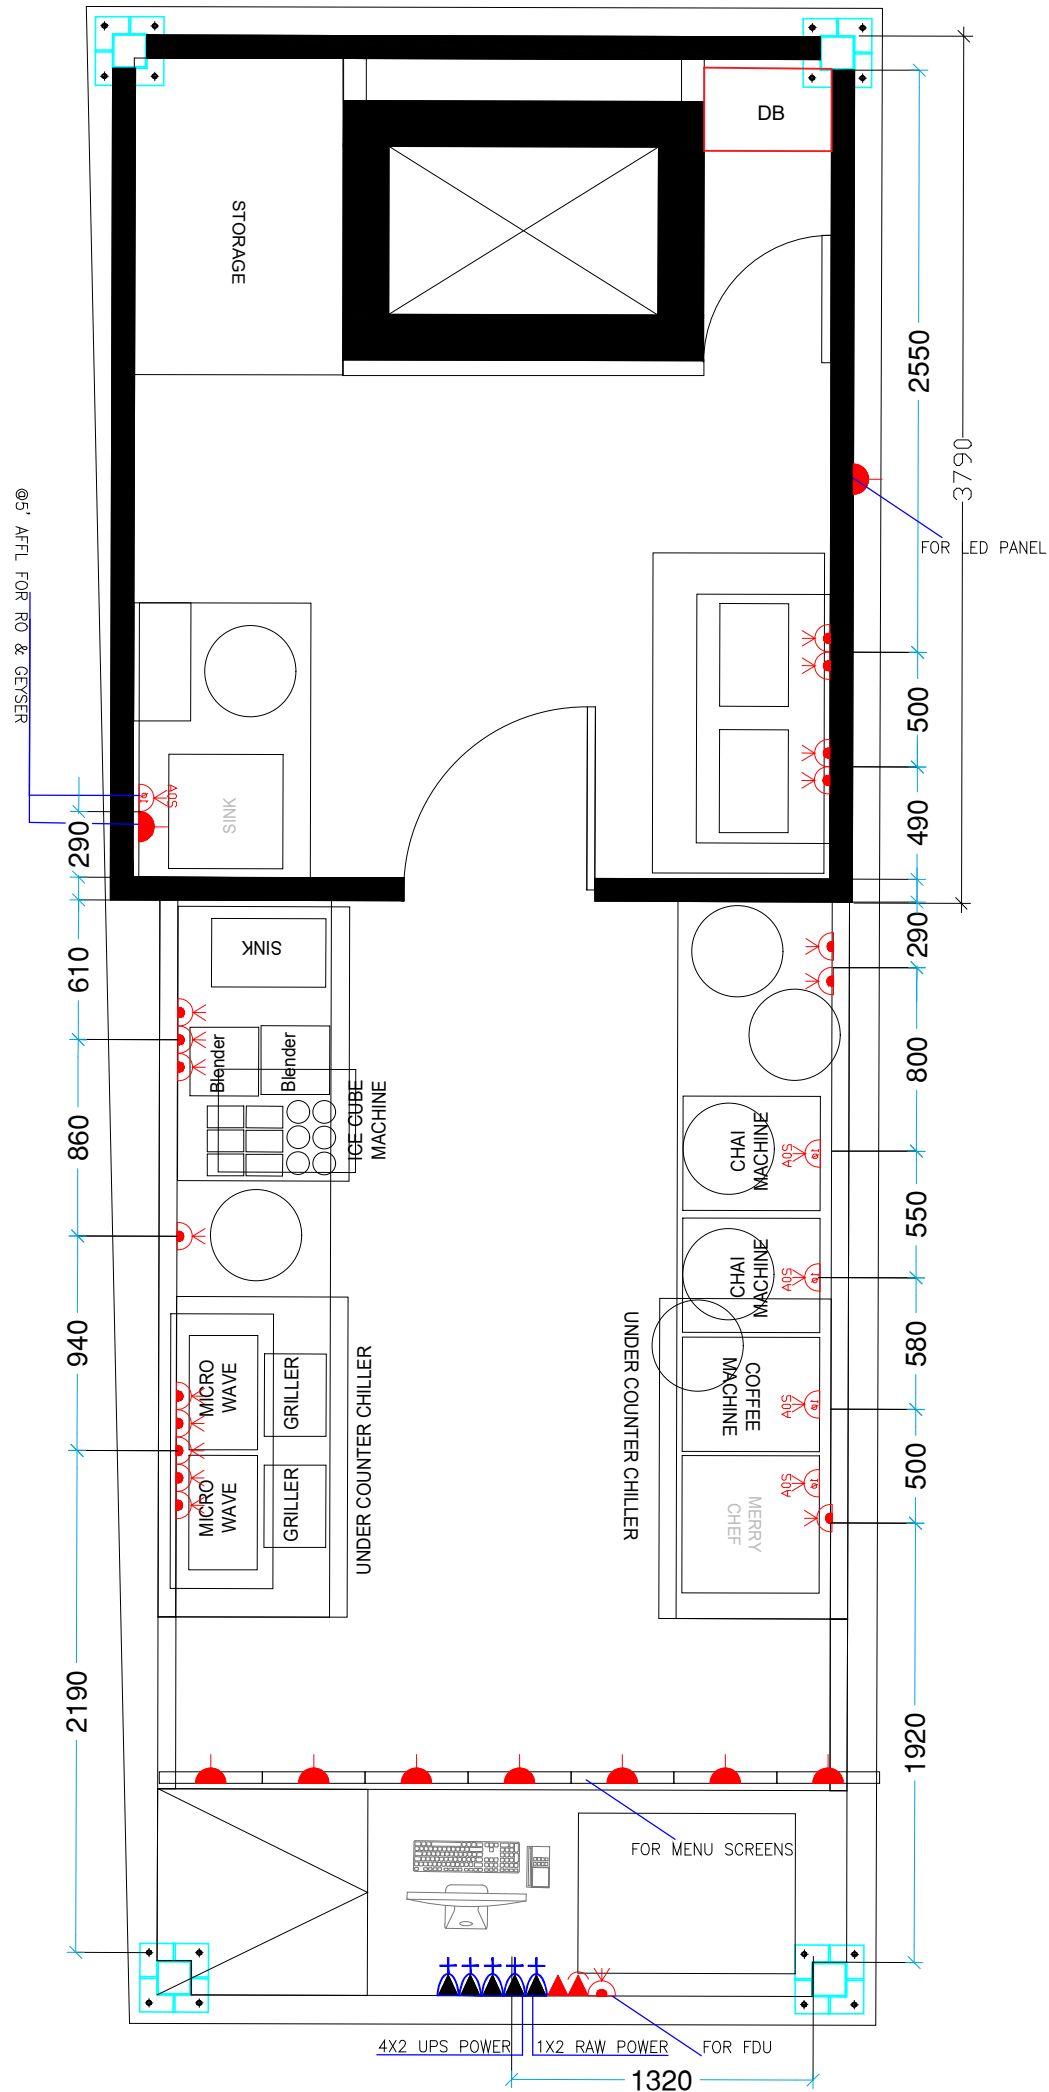 DB
STORAGE
2550
3790
FOR LED PANEL
@5' AFFL FOR RO & GEYSER
500
SINK
290
490
290
610
SINK
800
Blender
Blender
ICE CUBE
MACHINE
860
CHAI
MACHINE
550
CHAI
MACHINE
580
940
MICRO
WAVE
GRILLER
UNDER COUNTER CHILLER
UNDER COUNTER CHILLER
COFFEE
MACHINE
500
MICRO
WAVE
GRILLER
MERRY
CHEF
2190
1920
FOR MENU SCREENS
4X2 UPS POWER
1X2 RAW POWER
FOR FDU
1320